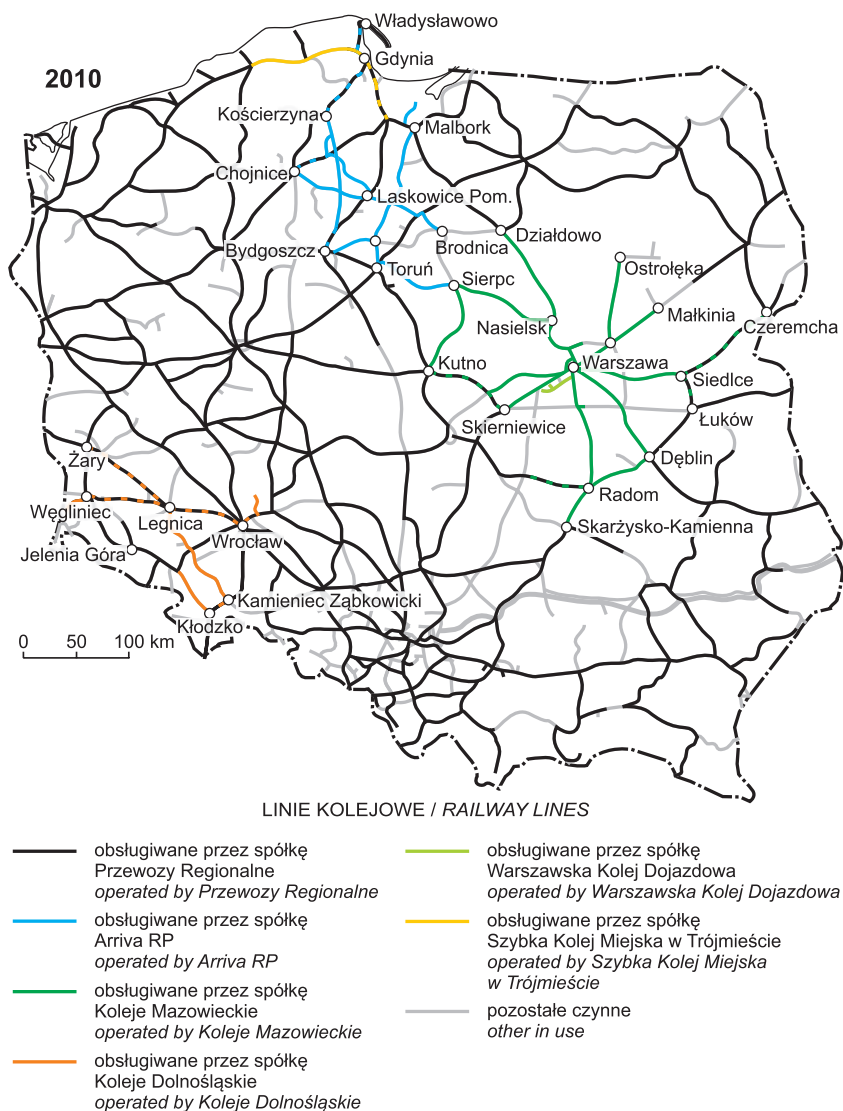 Władysławowo
Gdynia
2010
Kościerzyna
Malbork
Chojnice
Laskowice Pom.
Działdowo
Brodnica
Bydgoszcz
Ostrołęka
Toruń
Sierpc
Małkinia
Nasielsk
Czeremcha
Kutno
Warszawa
Siedlce
Skierniewice
Łuków
Żary
Dęblin
Węgliniec
Radom
Legnica
Wrocław
Skarżysko-Kamienna
Jelenia Góra
Kamieniec Ząbkowicki
Kłodzko
0 50 100 km
LINIE KOLEJOWE / RAILWAY LINES
obsługiwane przez spółkę
Przewozy Regionalne
operated by Przewozy Regionalne
obsługiwane przez spółkę
Arriva RP
operated by Arriva RP
obsługiwane przez spółkę
Koleje Mazowieckie
operated by Koleje Mazowieckie
obsługiwane przez spółkę
Koleje Dolnośląskie
operated by Koleje Dolnośląskie
obsługiwane przez spółkę
Warszawska Kolej Dojazdowa
operated by Warszawska Kolej Dojazdowa
obsługiwane przez spółkę
Szybka Kolej Miejska w Trójmieście
operated by Szybka Kolej Miejska
w Trójmieście
pozostałe czynne
other in use